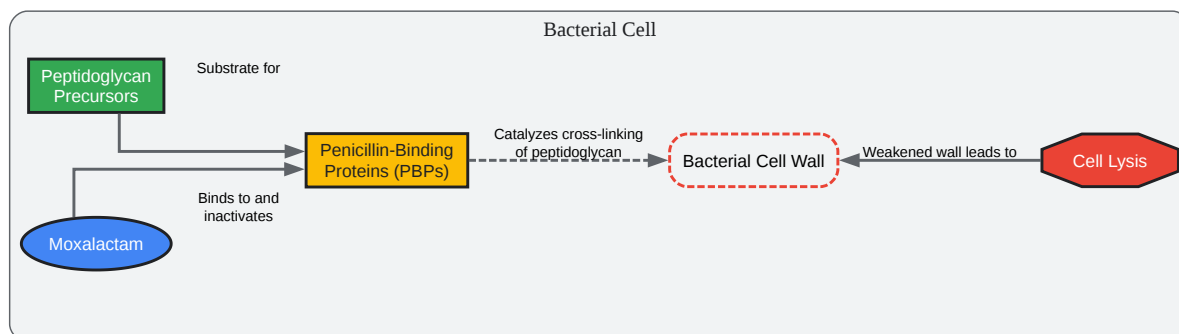 Bacterial Cell
Peptidoglycan
Precursors
Substrate for
Penicillin-Binding
Proteins (PBPs)
Catalyzes cross-linking
of peptidoglycan
Bacterial Cell Wall
Weakened wall leads to
Cell Lysis
Binds to and
inactivates
Moxalactam